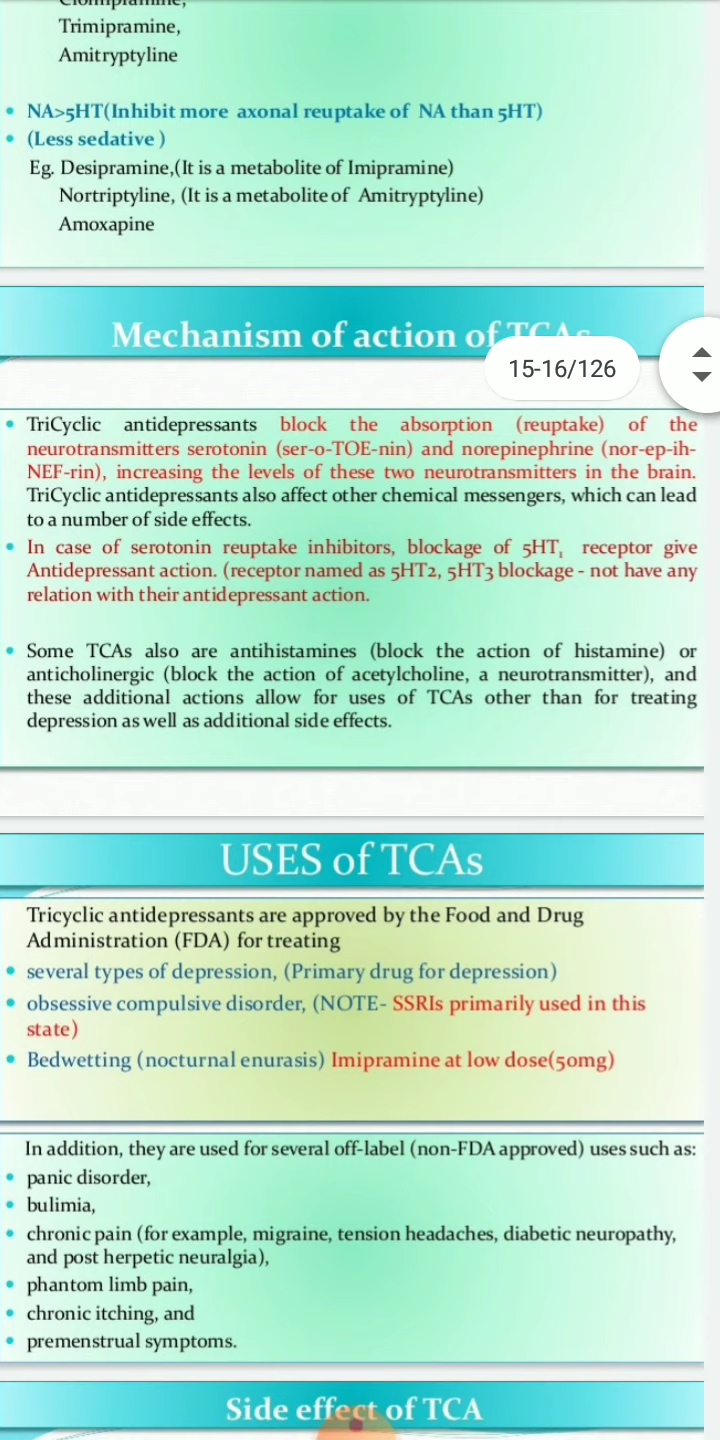 Clomipramine,
Trimipramine,
Amitryptyline
• NA>5HT(Inhibit more axonal reuptake of NA than 5HT)
• (Less sedative )
Eg. Desipramine,(It is a metabolite of Imipramine)
Nortriptyline, (It is a metabolite of Amitryptyline)
Amoxapine
Mechanism of action of TCAs
15-16/126
• TriCyclic antidepressants block the absorption (reuptake) of the
neurotransmitters serotonin (ser-o-TOE-nin) and norepinephrine (nor-ep-ih-
NEF-rin), increasing the levels of these two neurotransmitters in the brain.
TriCyclic antidepressants also affect other chemical messengers, which can lead
to a number of side effects.
• In case of serotonin reuptake inhibitors, blockage of 5HT₁ receptor give
Antidepressant action. (receptor named as 5HT2, 5HT3 blockage - not have any
relation with their antidepressant action.
• Some TCAs also are antihistamines (block the action of histamine) or
anticholinergic (block the action of acetylcholine, a neurotransmitter), and
these additional actions allow for uses of TCAs other than for treating
depression as well as additional side effects.
USES of TCAs
Tricyclic antidepressants are approved by the Food and Drug
Administration (FDA) for treating
• several types of depression, (Primary drug for depression)
• obsessive compulsive disorder, (NOTE- SSRIs primarily used in this
state)
• Bedwetting (nocturnal enurasis) Imipramine at low dose(50mg)
In addition, they are used for several off-label (non-FDA approved) uses such as:
• panic disorder,
• bulimia,
• chronic pain (for example, migraine, tension headaches, diabetic neuropathy,
and post herpetic neuralgia),
• phantom limb pain,
• chronic itching, and
• premenstrual symptoms.
Side effect of TCA